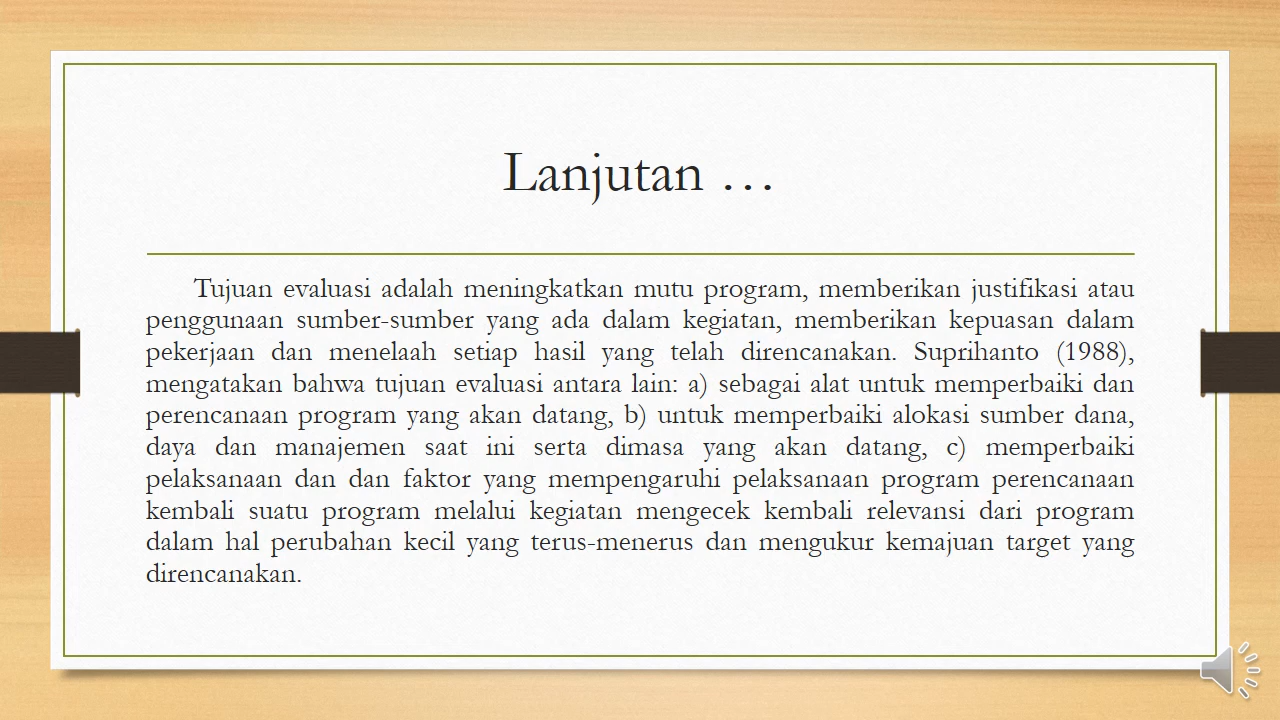 Lanjutan …
Tujuan evaluasi adalah meningkatkan mutu program, memberikan justifikasi atau
penggunaan sumber-sumber yang ada dalam kegiatan, memberikan kepuasan dalam
pekerjaan dan menelaah setiap hasil yang telah direncanakan. Suprihanto (1988),
mengatakan bahwa tujuan evaluasi antara lain: a) sebagai alat untuk memperbaiki dan
perencanaan program yang akan datang, b) untuk memperbaiki alokasi sumber dana,
daya dan manajemen saat ini serta dimasa yang akan datang, c) memperbaiki
pelaksanaan dan dan faktor yang mempengaruhi pelaksanaan program perencanaan
kembali suatu program melalui kegiatan mengecek kembali relevansi dari program
dalam hal perubahan kecil yang terus-menerus dan mengukur kemajuan target yang
direncanakan.